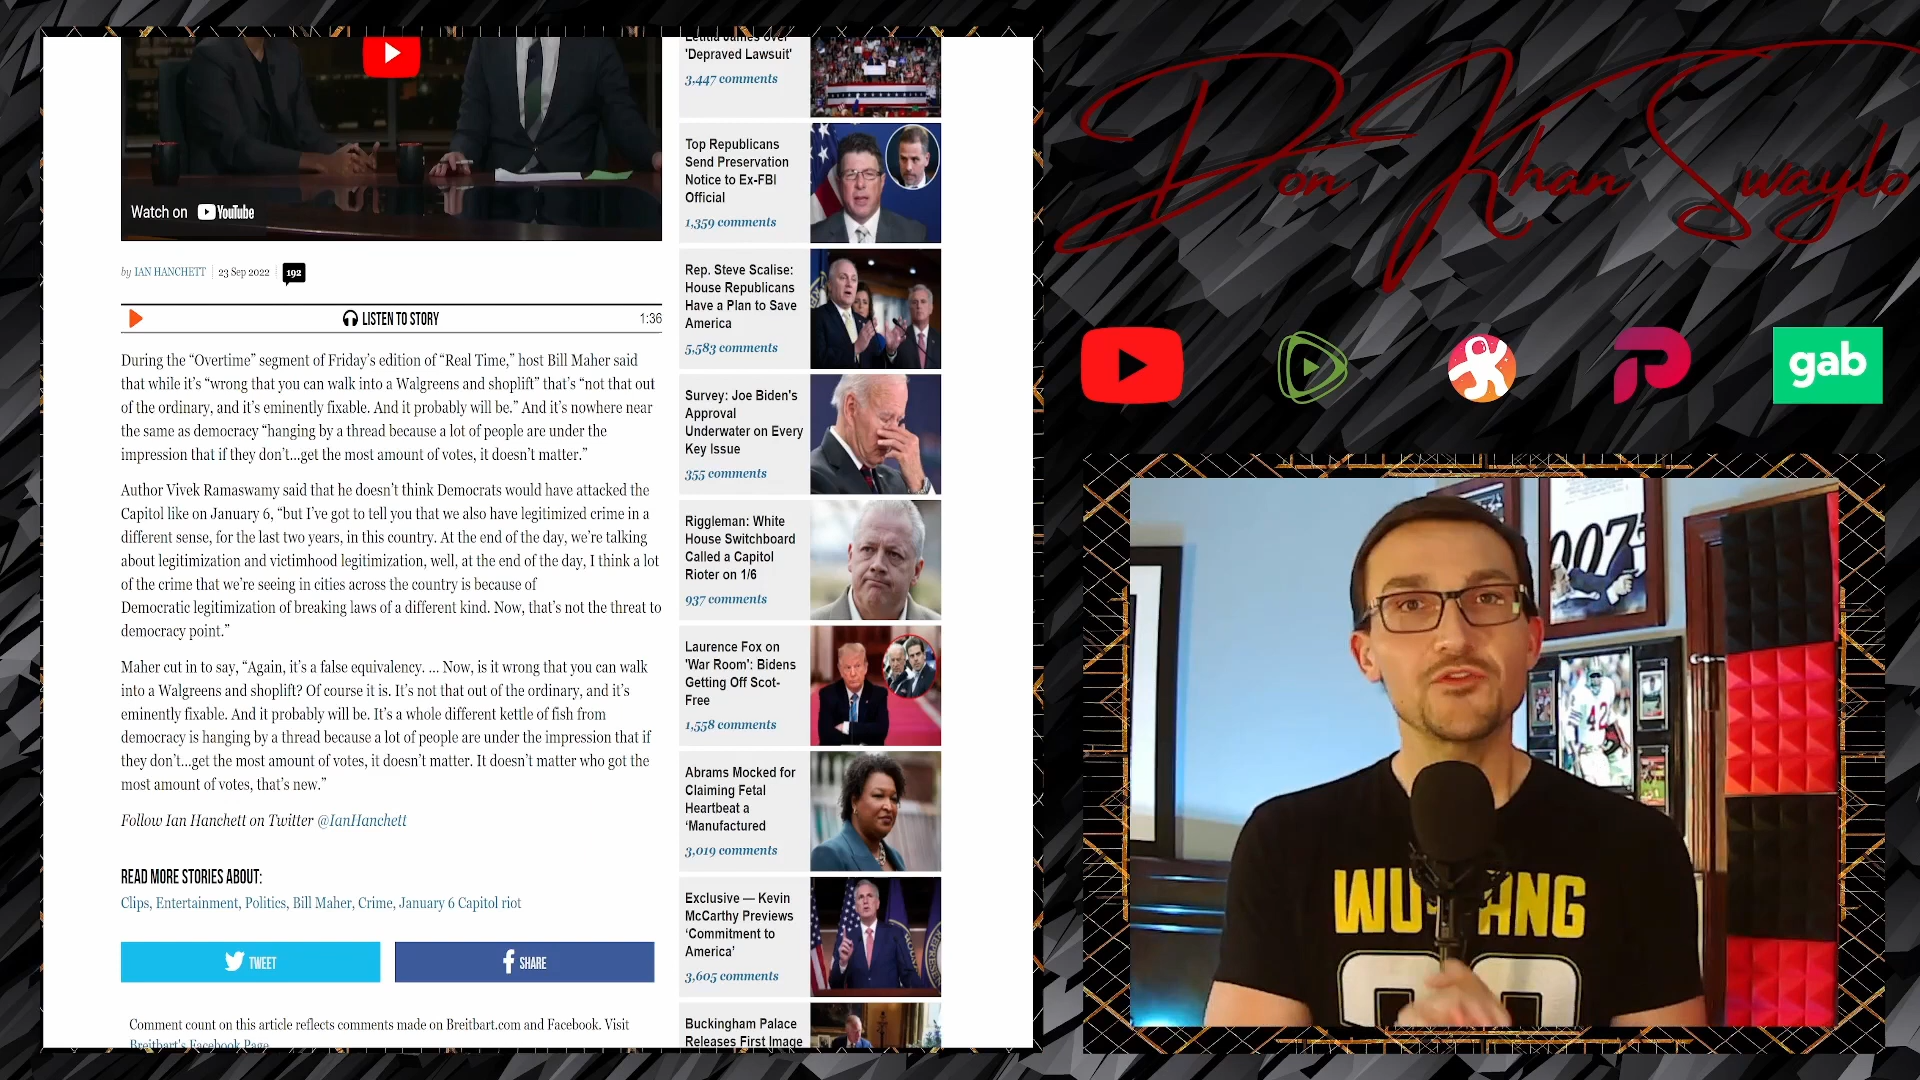 Watch on YouTube
by IAN HANCHETT 23 Sep 2022 192
LISTEN TO STORY 1:36
During the “Overtime” segment of Friday’s edition of “Real Time,” host Bill Maher said
that while it’s “wrong that you can walk into a Walgreens and shoplift” that’s “not that out
of the ordinary, and it’s eminently fixable. And it probably will be.” And it’s nowhere near
the same as democracy “hanging by a thread because a lot of people are under the
impression that if they don’t...get the most amount of votes, it doesn’t matter.”
Author Vivek Ramaswamy said that he doesn’t think Democrats would have attacked the
Capitol like on January 6, “but I’ve got to tell you that we also have legitimized crime in a
different sense, for the last two years, in this country. At the end of the day, we’re talking
about legitimization and victimhood legitimization, well, at the end of the day, I think a lot
of the crime that we’re seeing in cities across the country is because of
Democratic legitimization of breaking laws of a different kind. Now, that’s not the threat to
democracy point.”
Maher cut in to say, “Again, it’s a false equivalency. ... Now, is it wrong that you can walk
into a Walgreens and shoplift? Of course it is. It’s not that out of the ordinary, and it’s
eminently fixable. And it probably will be. It’s a whole different kettle of fish from
democracy is hanging by a thread because a lot of people are under the impression that if
they don’t...get the most amount of votes, it doesn’t matter. It doesn’t matter who got the
most amount of votes, that’s new.”
Follow Ian Hanchett on Twitter @IanHanchett
READ MORE STORIES ABOUT:
Clips, Entertainment, Politics, Bill Maher, Crime, January 6 Capitol riot
TWEET
SHARE
Comment count on this article reflects comments made on Breitbart.com and Facebook. Visit
Breitbart's Facebook Page
Letitia James over
'Depraved Lawsuit'
3,447 comments
Top Republicans
Send Preservation
Notice to Ex-FBI
Official
1,359 comments
Rep. Steve Scalise:
House Republicans
Have a Plan to Save
America
5,583 comments
Survey: Joe Biden's
Approval
Underwater on Every
Key Issue
355 comments
Riggleman: White
House Switchboard
Called a Capitol
Rioter on 1/6
937 comments
Laurence Fox on
'War Room': Bidens
Getting Off Scot-
Free
1,558 comments
Abrams Mocked for
Claiming Fetal
Heartbeat a
‘Manufactured
3,019 comments
Exclusive — Kevin
McCarthy Previews
‘Commitment to
America’
3,605 comments
Buckingham Palace
Releases First Image
Don Khan Swaylo
gab
007
42
WU ANG